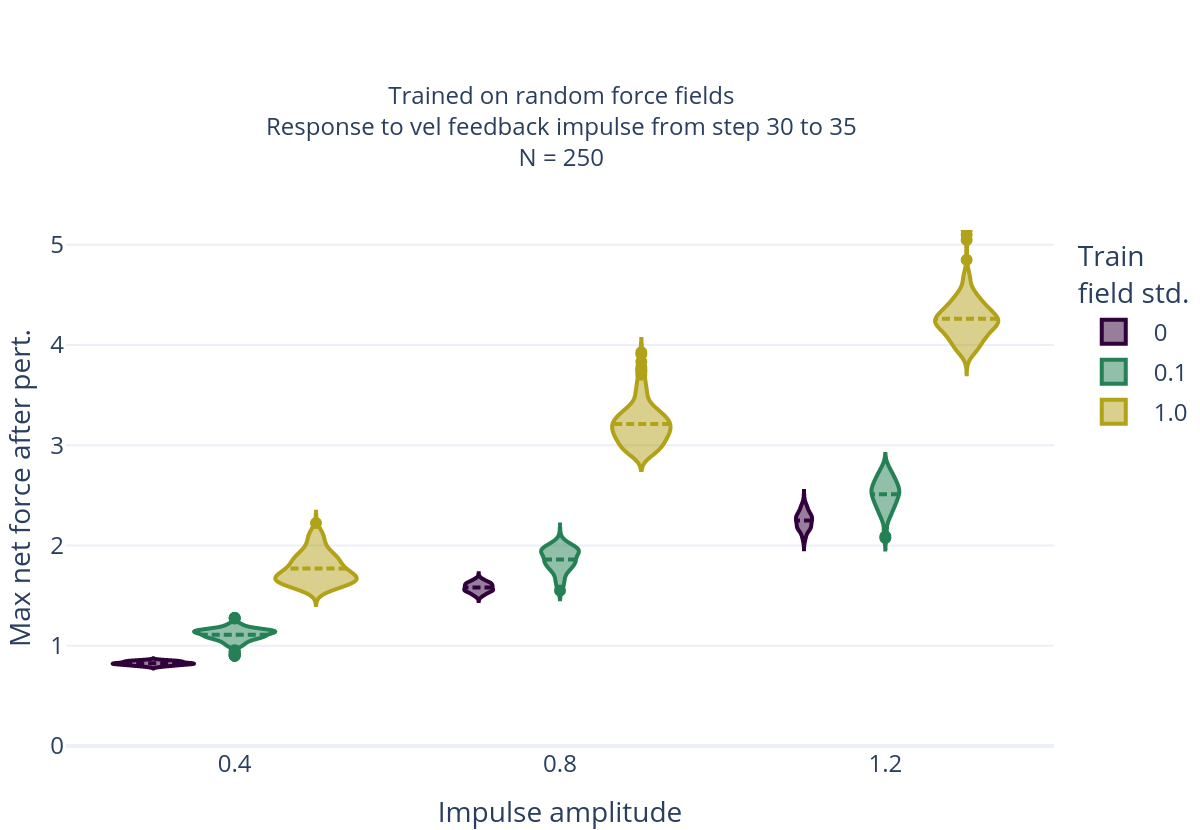 Trained on random force fields
Response to vel feedback impulse from step 30 to 35
N = 250
Max net force after pert.
5
4
3
2
1
0
0.4
0.8
1.2
Impulse amplitude
Train
field std.
0
0.1
1.0